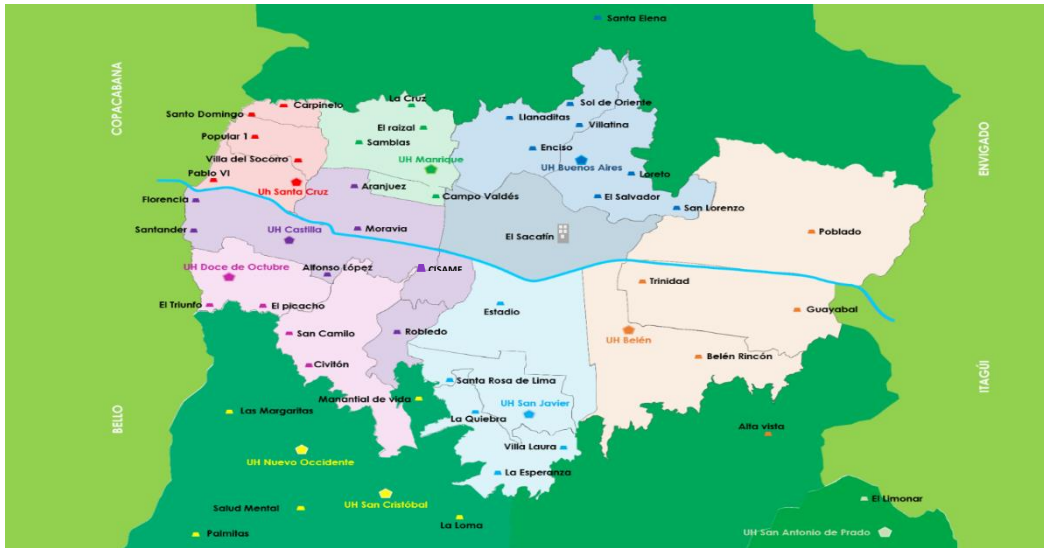 Santa Elena
COPACABANA
Carpinelo
La Cruz
Sol de Oriente
Santo Domingo
Llanaditas
Villatina
Popular 1
El raizal
Samblas
ENVIGADO
Villa del Socorro
UH Manrique
Enciso
UH Buenos Aires
Pablo VI
Uh Santa Cruz
Aranjuez
Loreto
Florencia
Campo Valdés
El Salvador
San Lorenzo
Santander
UH Castilla
Moravia
El Sacatín
Poblado
UH Doce de Octubre
Alfonso López
CISAMF
Trinidad
El Triunfo
El picacho
Estadio
Guayabal
San Camilo
Robledo
UH Belén
Civitón
Belén Rincón
ITAGÜÍ
Santa Rosa de Lima
BELLO
Las Margaritas
Manantial de vida
UH San Javier
La Quiebra
Alta vista
Villa Laura
UH Nuevo Occidente
La Esperanza
UH San Cristóbal
El Limonar
Salud Mental
La Loma
Palmitas
UH San Antonio de Prado